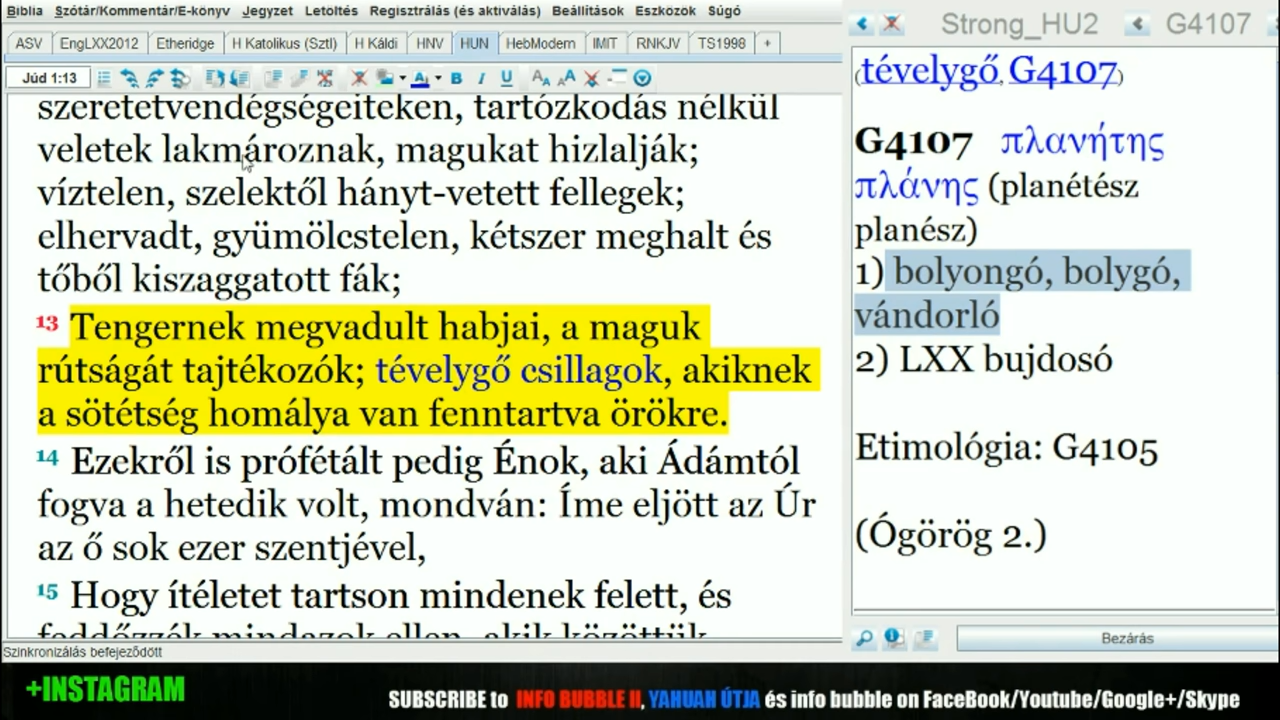 Biblia Szótár/Kommentár/E-könyv Jegyzet Letöltés Regisztrálás (és aktiválás) Beállítások Eszközök Súgó
ASV EngLXX2012 Etheridge H Katolikus (Sztl) H Káldi HNV HUN HebModern IMIT RNKJV TS1998 +
Júd 1:13
szeretetvendégségeiteken, tartózkodás nélkül
veletek lakmároznak, magukat hizlalják;
víztelen, szelektől hányt-vetett fellegek;
elhervadt, gyümölcstelen, kétszer meghalt és
tőből kiszaggatott fák;
13 Tengernek megvadult habjai, a maguk
rútságát tajtékozók; tévelygő csillagok, akiknek
a sötétség homálya van fenntartva örökre.
14 Ezekről is prófétált pedig Énok, aki Ádámtól
fogva a hetedik volt, mondván: Íme eljött az Úr
az ő sok ezer szentjével,
15 Hogy ítéletet tartson mindenek felett, és
feddőzzék mindazok ellen, akik közöttük
Szinkronizálás befejeződött
Strong_HU2 G4107
(tévelygő, G4107)
G4107 πλανήτης
πλάνης (planétész
planész)
1) bolyongó, bolygó,
vándorló
2) LXX bujdosó
Etimológia: G4105
(Ógörög 2.)
Bezárás
+INSTAGRAM
SUBSCRIBE to INFO BUBBLE II, YAHUAH ÚTJA és info bubble on FaceBook/Youtube/Google+/Skype